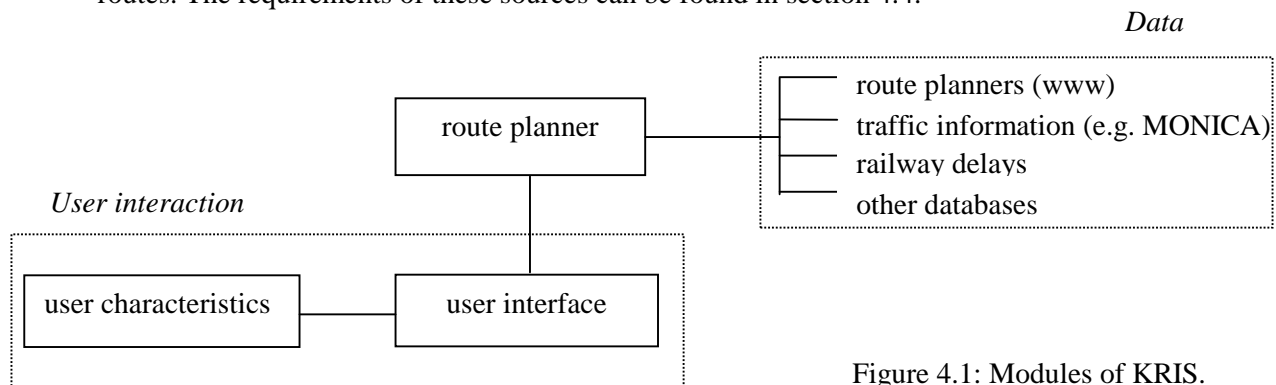 routes. The requirements of these sources can be found in section 4.4.
Data
route planners (www)
route planner
traffic information (e.g. MONICA)
railway delays
User interaction
other databases
user characteristics
user interface
Figure 4.1: Modules of KRIS.